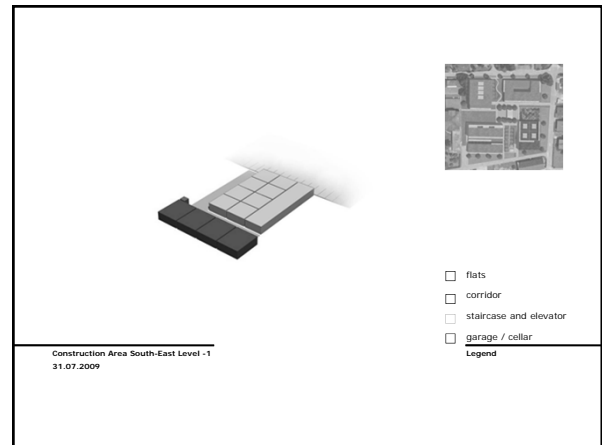 flats
corridor
staircase and elevator
garage / cellar
Construction Area South-East Level -1
31.07.2009
Legend